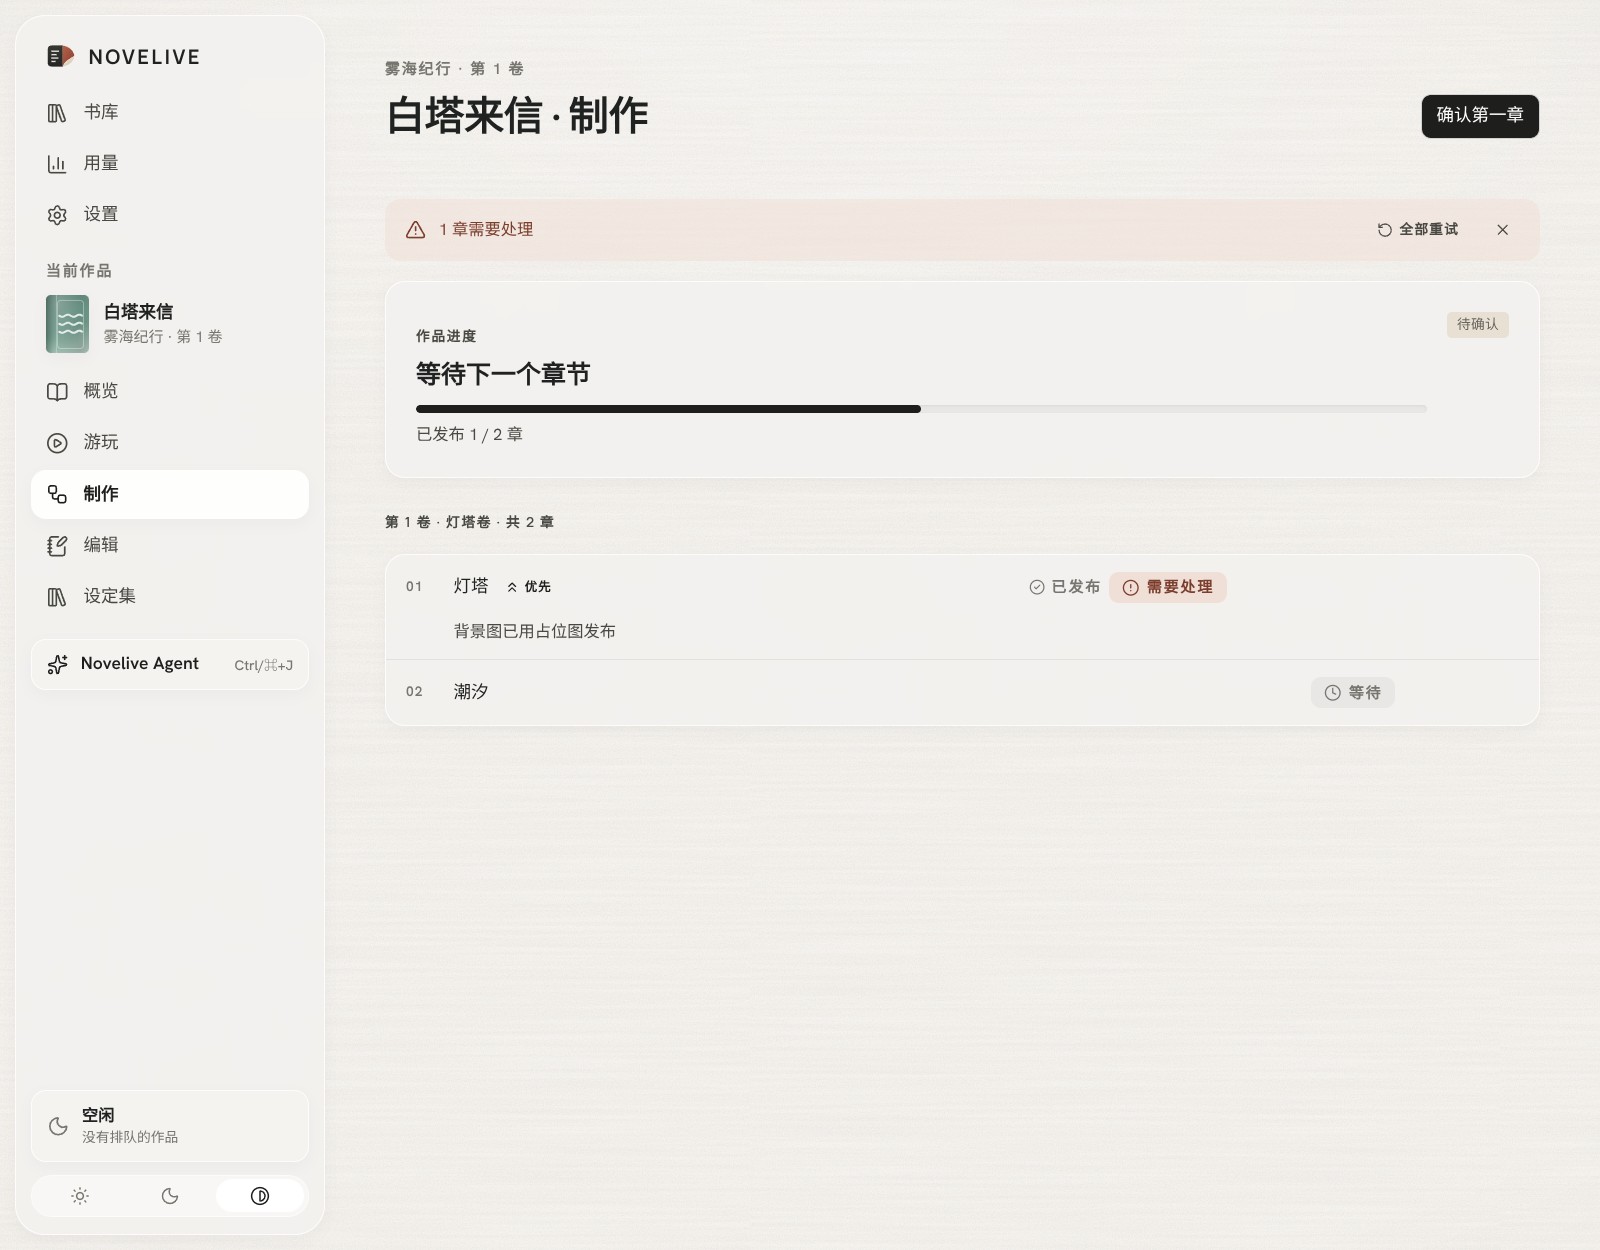 NOVELIVE
书库
用量
设置
当前作品
白塔来信
雾海纪行 · 第 1 卷
概览
游玩
制作
编辑
设定集
Novelive Agent Ctrl/⌘+J
空闲
没有排队的作品
雾海纪行 · 第 1 卷
白塔来信 · 制作
确认第一章
1 章需要处理 全部重试
作品进度 待确认
等待下一个章节
已发布 1 / 2 章
第 1 卷 · 灯塔卷 · 共 2 章
01 灯塔 优先 已发布 需要处理
背景图已用占位图发布
02 潮汐 等待